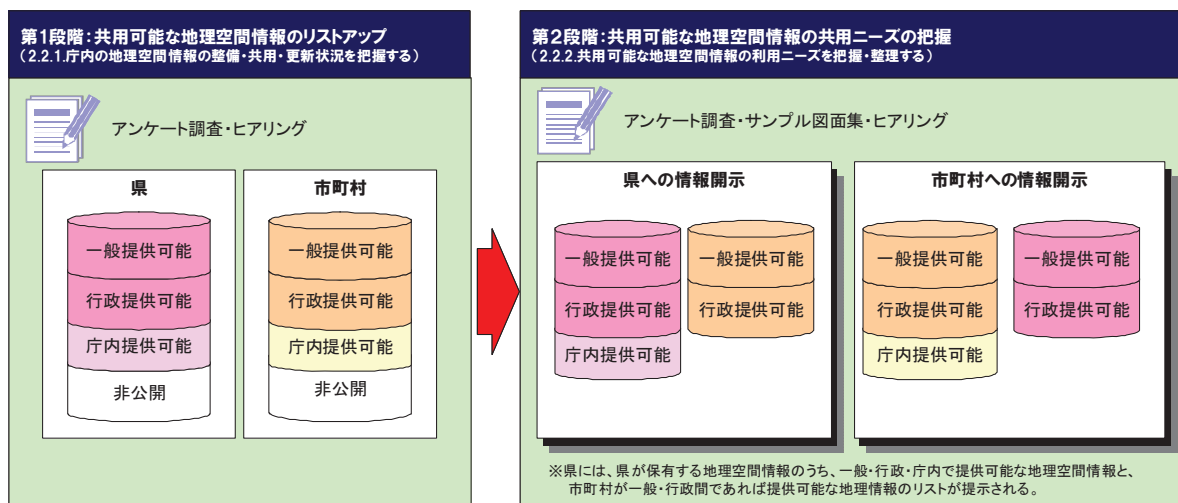 第1段階:共用可能な地理空間情報のリストアップ
(2.2.1.庁内の地理空間情報の整備・共用・更新状況を把握する)
アンケート調査・ヒアリング
県
一般提供可能
行政提供可能
庁内提供可能
非公開
市町村
一般提供可能
行政提供可能
庁内提供可能
非公開
第2段階:共用可能な地理空間情報の共用ニーズの把握
(2.2.2.共用可能な地理空間情報の利用ニーズを把握・整理する)
アンケート調査・サンプル図面集・ヒアリング
県への情報開示
一般提供可能
行政提供可能
庁内提供可能
一般提供可能
行政提供可能
市町村への情報開示
一般提供可能
行政提供可能
庁内提供可能
一般提供可能
行政提供可能
※県には、県が保有する地理空間情報のうち、一般・行政・庁内で提供可能な地理空間情報と、
市町村が一般・行政間であれば提供可能な地理情報のリストが提示される。